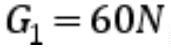 G₁ = 60N